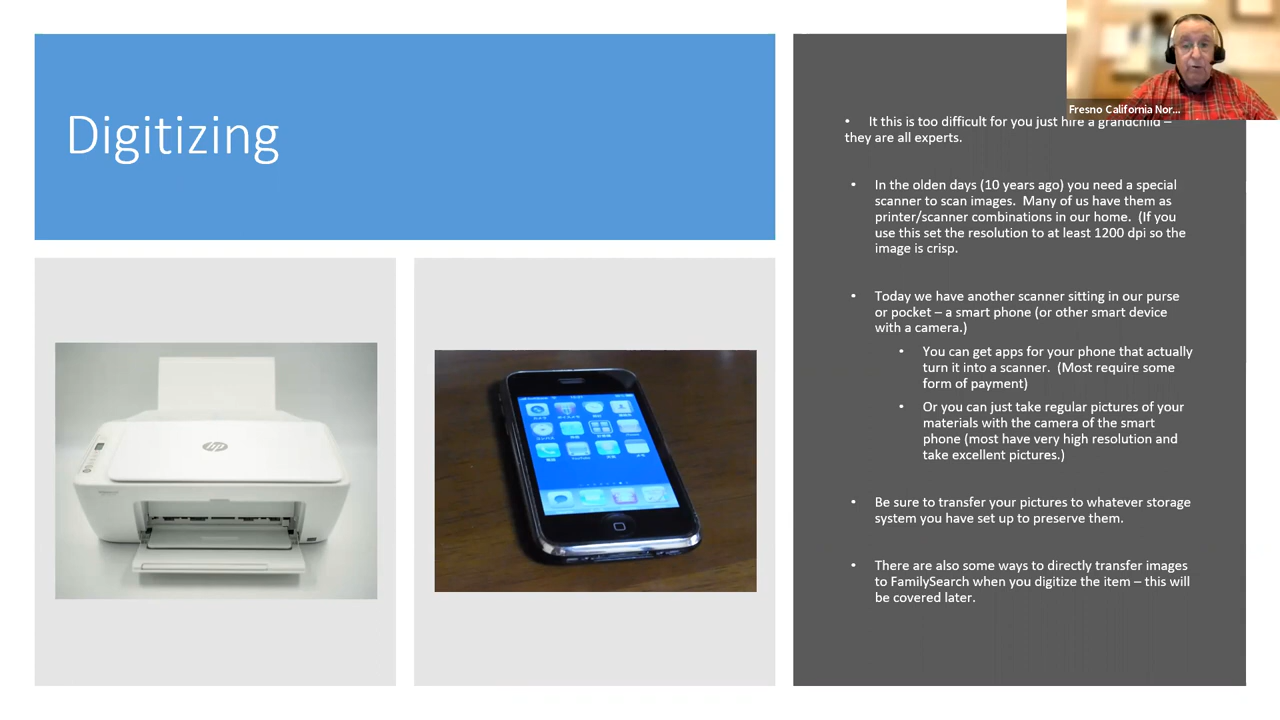 Digitizing
Fresno California Nor...
• It this is too difficult for you just hire a grandchild –
they are all experts.
• In the olden days (10 years ago) you need a special
scanner to scan images. Many of us have them as
printer/scanner combinations in our home. (If you
use this set the resolution to at least 1200 dpi so the
image is crisp.
• Today we have another scanner sitting in our purse
or pocket – a smart phone (or other smart device
with a camera.)
• You can get apps for your phone that actually
turn it into a scanner. (Most require some
form of payment)
• Or you can just take regular pictures of your
materials with the camera of the smart
phone (most have very high resolution and
take excellent pictures.)
• Be sure to transfer your pictures to whatever storage
system you have set up to preserve them.
• There are also some ways to directly transfer images
to FamilySearch when you digitize the item – this will
be covered later.
hp